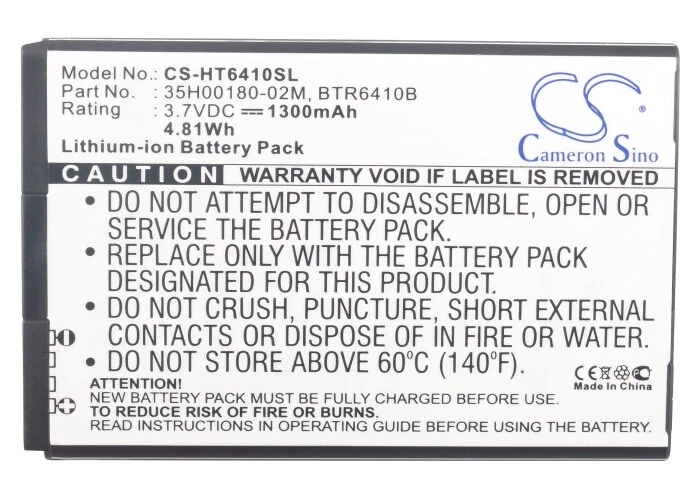 Model No.: CS-HT6410SL
Part No.: 35H00180-02M, BTR6410B
Rating: 3.7VDC 1300mAh
4.81Wh
Lithium-ion Battery Pack
CS
Cameron Sino
CAUTION WARRANTY VOID IF LABEL IS REMOVED
• DO NOT ATTEMPT TO DISASSEMBLE, OPEN OR
SERVICE THE BATTERY PACK.
• REPLACE ONLY WITH THE BATTERY PACK
DESIGNATED FOR THIS PRODUCT.
• DO NOT CRUSH, PUNCTURE, SHORT EXTERNAL
CONTACTS OR DISPOSE OF IN FIRE OR WATER.
• DO NOT STORE ABOVE 60°C (140°F).
CE
Made In China
ATTENTION!
NEW BATTERY PACK MUST BE FULLY CHARGED BEFORE USE.
TO REDUCE RISK OF FIRE OR BURNS.
INSTRUCTION IN OPERATING GUIDE BEFORE USING BATTERY PACK.